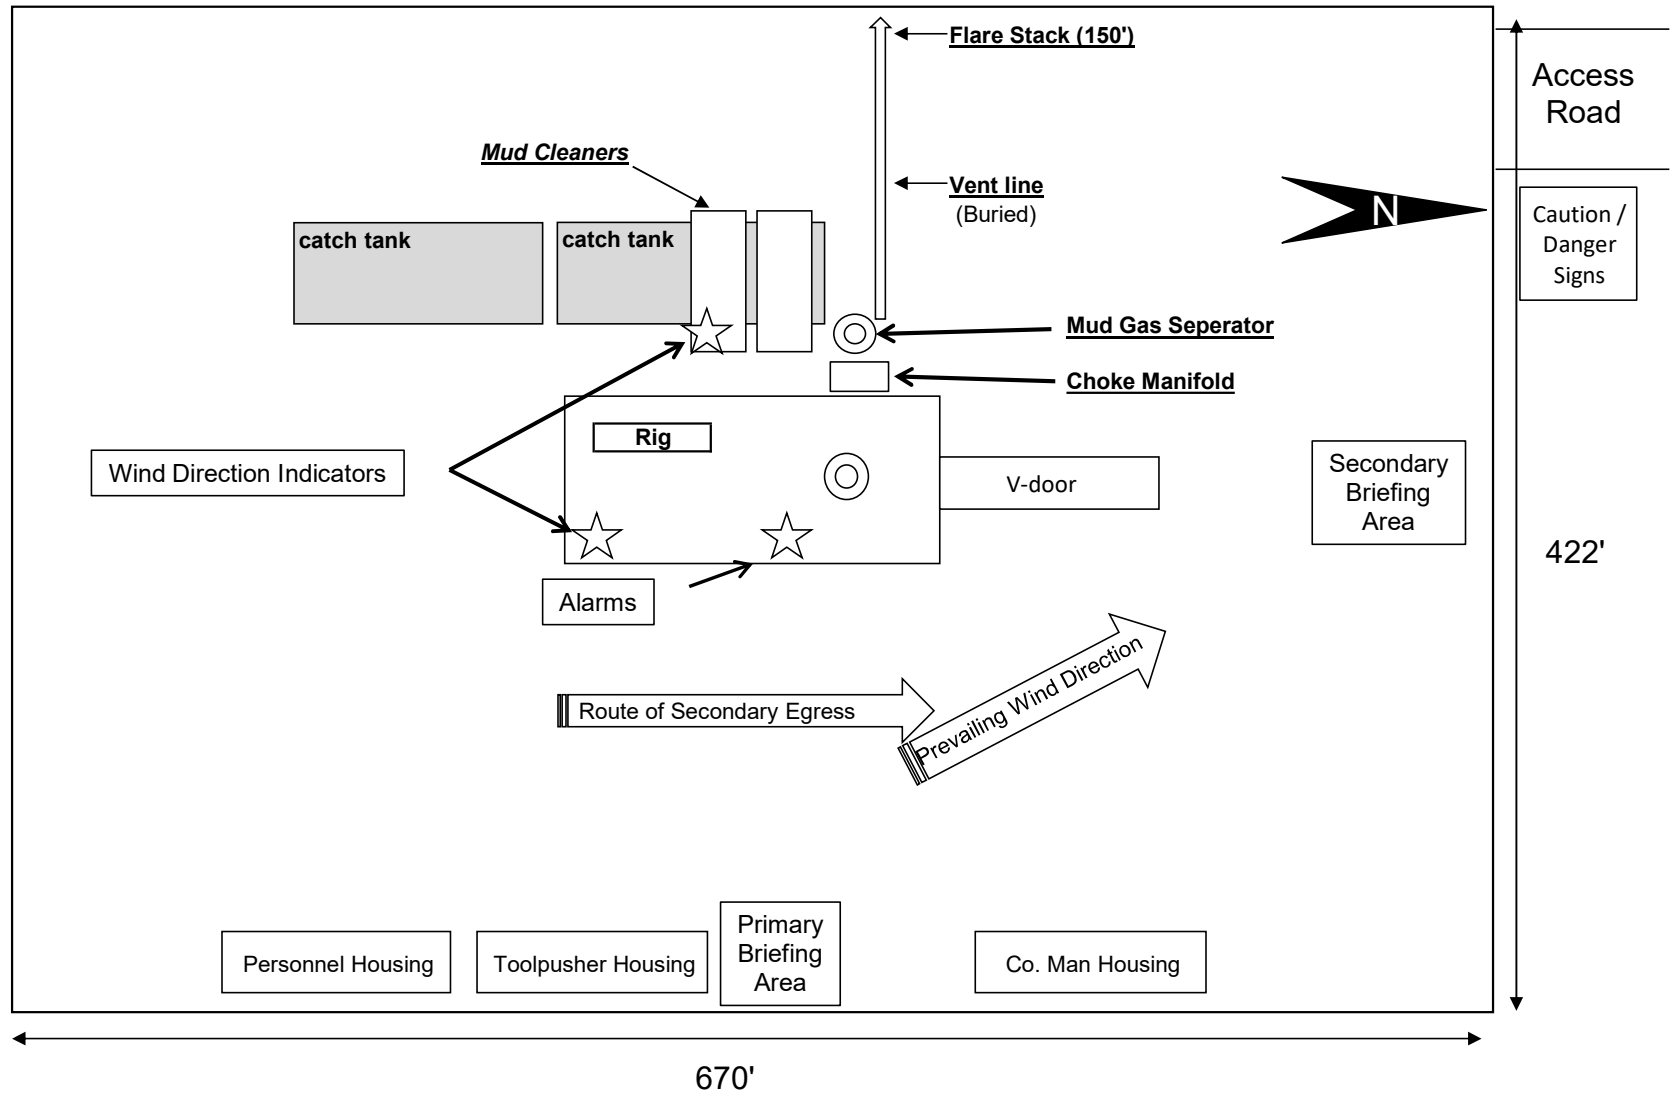 Flare Stack (150')
Access
Road
Mud Cleaners
Vent line
(Buried)
N
Caution /
Danger
Signs
catch tank
catch tank
Mud Gas Seperator
Choke Manifold
Rig
Wind Direction Indicators
V-door
Secondary
Briefing
Area
422'
Alarms
Route of Secondary Egress
Prevailing Wind Direction
Personnel Housing
Toolpusher Housing
Primary
Briefing
Area
Co. Man Housing
670'